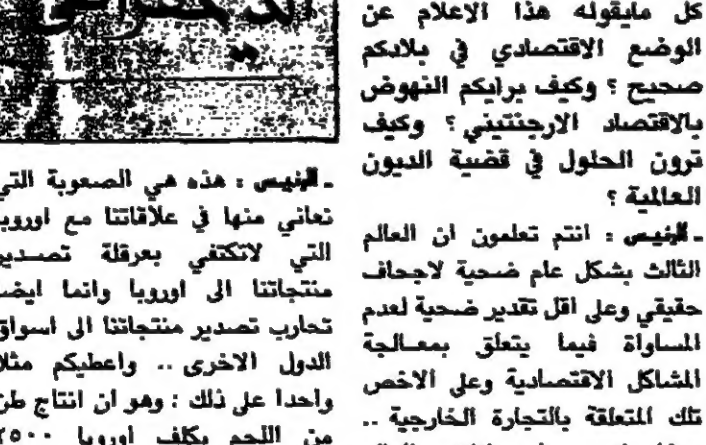 كل مايقوله هذا الاعلام عن
الوضع الاقتصادي في بلادكم
صحيح ؟ وكيف برايكم النهوض
بالاقتصاد الارجنتيني ؟ وكيف
ترون الحلول في قضية الديون
العالمية ؟
ـ الرئيس : انتم تعلمون ان العالم
الثالث بشكل عام ضحية لاجحاف
حقيقي وعلى اقل تقدير ضحية لعدم
المساواة فيما يتعلق بمعالجة
المشاكل الاقتصادية وعلى الاخص
تلك المتعلقة بالتجارة الخارجية ..
ـ الرئيس : هذه هي الصعوبة التي
نعاني منها في علاقاتنا مع اوروبا
التي لاتكتفي بعرقلة تصدير
منتجاتنا الى اوروبا وانما ايضا
تحارب تصدير منتجاتنا الى اسواق
الدول الاخرى .. واعطيكم مثلا
واحدا على ذلك : وهو ان انتاج طن
من اللحم يكلف اوروبا ٢٥٠٠